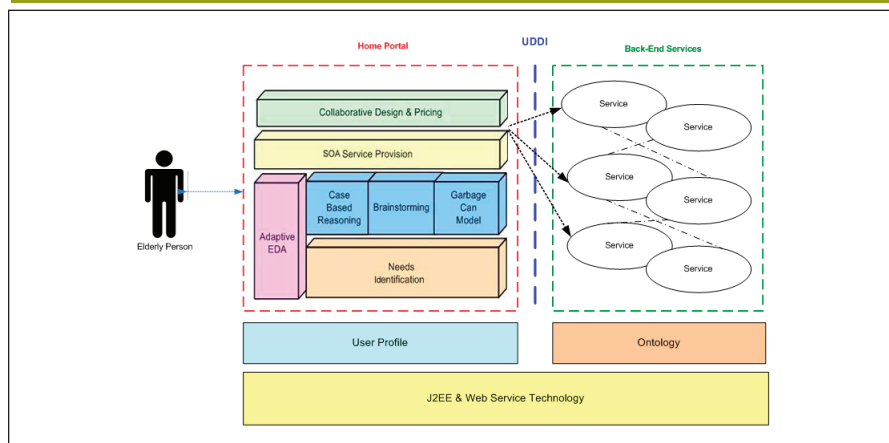 Home Portal
UDDI
Back-End Services
Collaborative Design & Pricing
SOA Service Provision
Case
Based
Reasoning
Brainstorming
Garbage
Can
Model
Adaptive
EDA
Needs
Identification
Elderly Person
Service
Service
Service
Service
Service
Service
User Profile
Ontology
J2EE & Web Service Technology